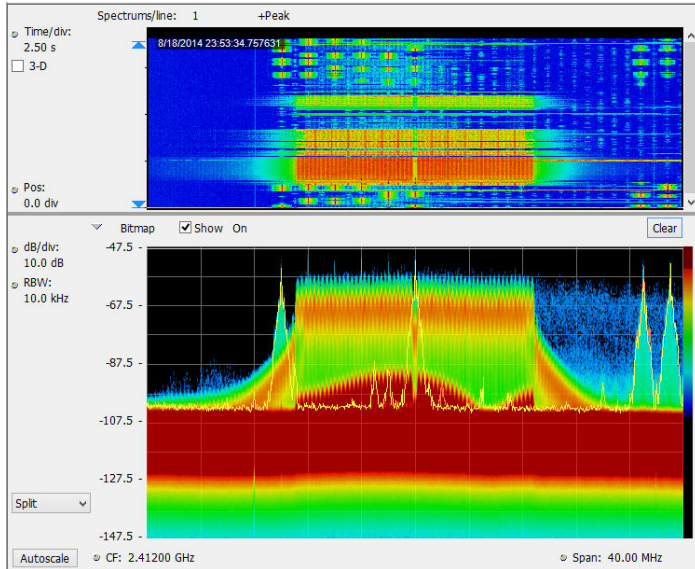 Spectrums/line: 1 +Peak
Time/div:
2.50 s
3-D
8/18/2014 23:53:34.757631
Pos:
0.0 div
Bitmap Show On Clear
dB/div:
10.0 dB
RBW:
10.0 kHz
-47.5
-67.5
-87.5
-107.5
-127.5
-147.5
Split
Autoscale CF: 2.41200 GHz Span: 40.00 MHz